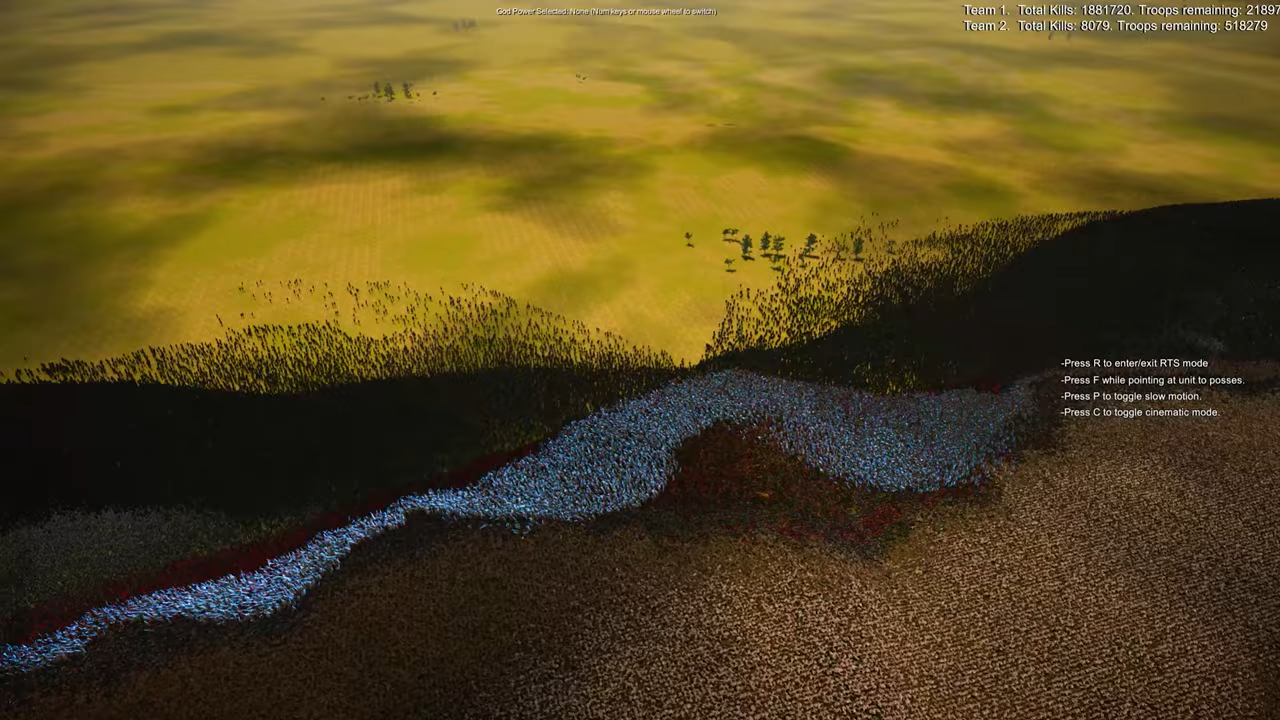 God Power Selected: None (Num keys or mouse wheel to switch)
Team 1. Total Kills: 1881720. Troops remaining: 21897
Team 2. Total Kills: 8079. Troops remaining: 518279
-Press R to enter/exit RTS mode
-Press F while pointing at unit to posses.
-Press P to toggle slow motion.
-Press C to toggle cinematic mode.